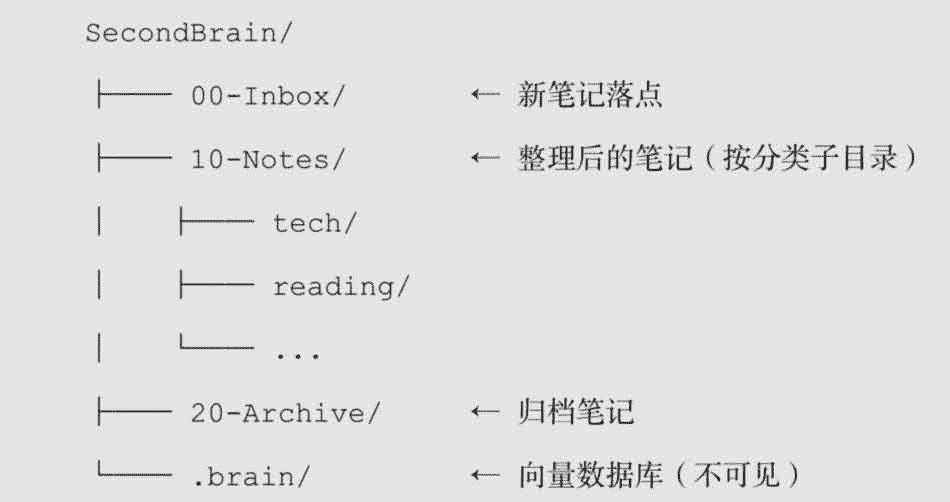 SecondBrain/
├── 00-Inbox/ ← 新笔记落点
├── 10-Notes/ ← 整理后的笔记（按分类子目录）
│ ├── tech/
│ ├── reading/
│ └── ...
├── 20-Archive/ ← 归档笔记
└── .brain/ ← 向量数据库（不可见）